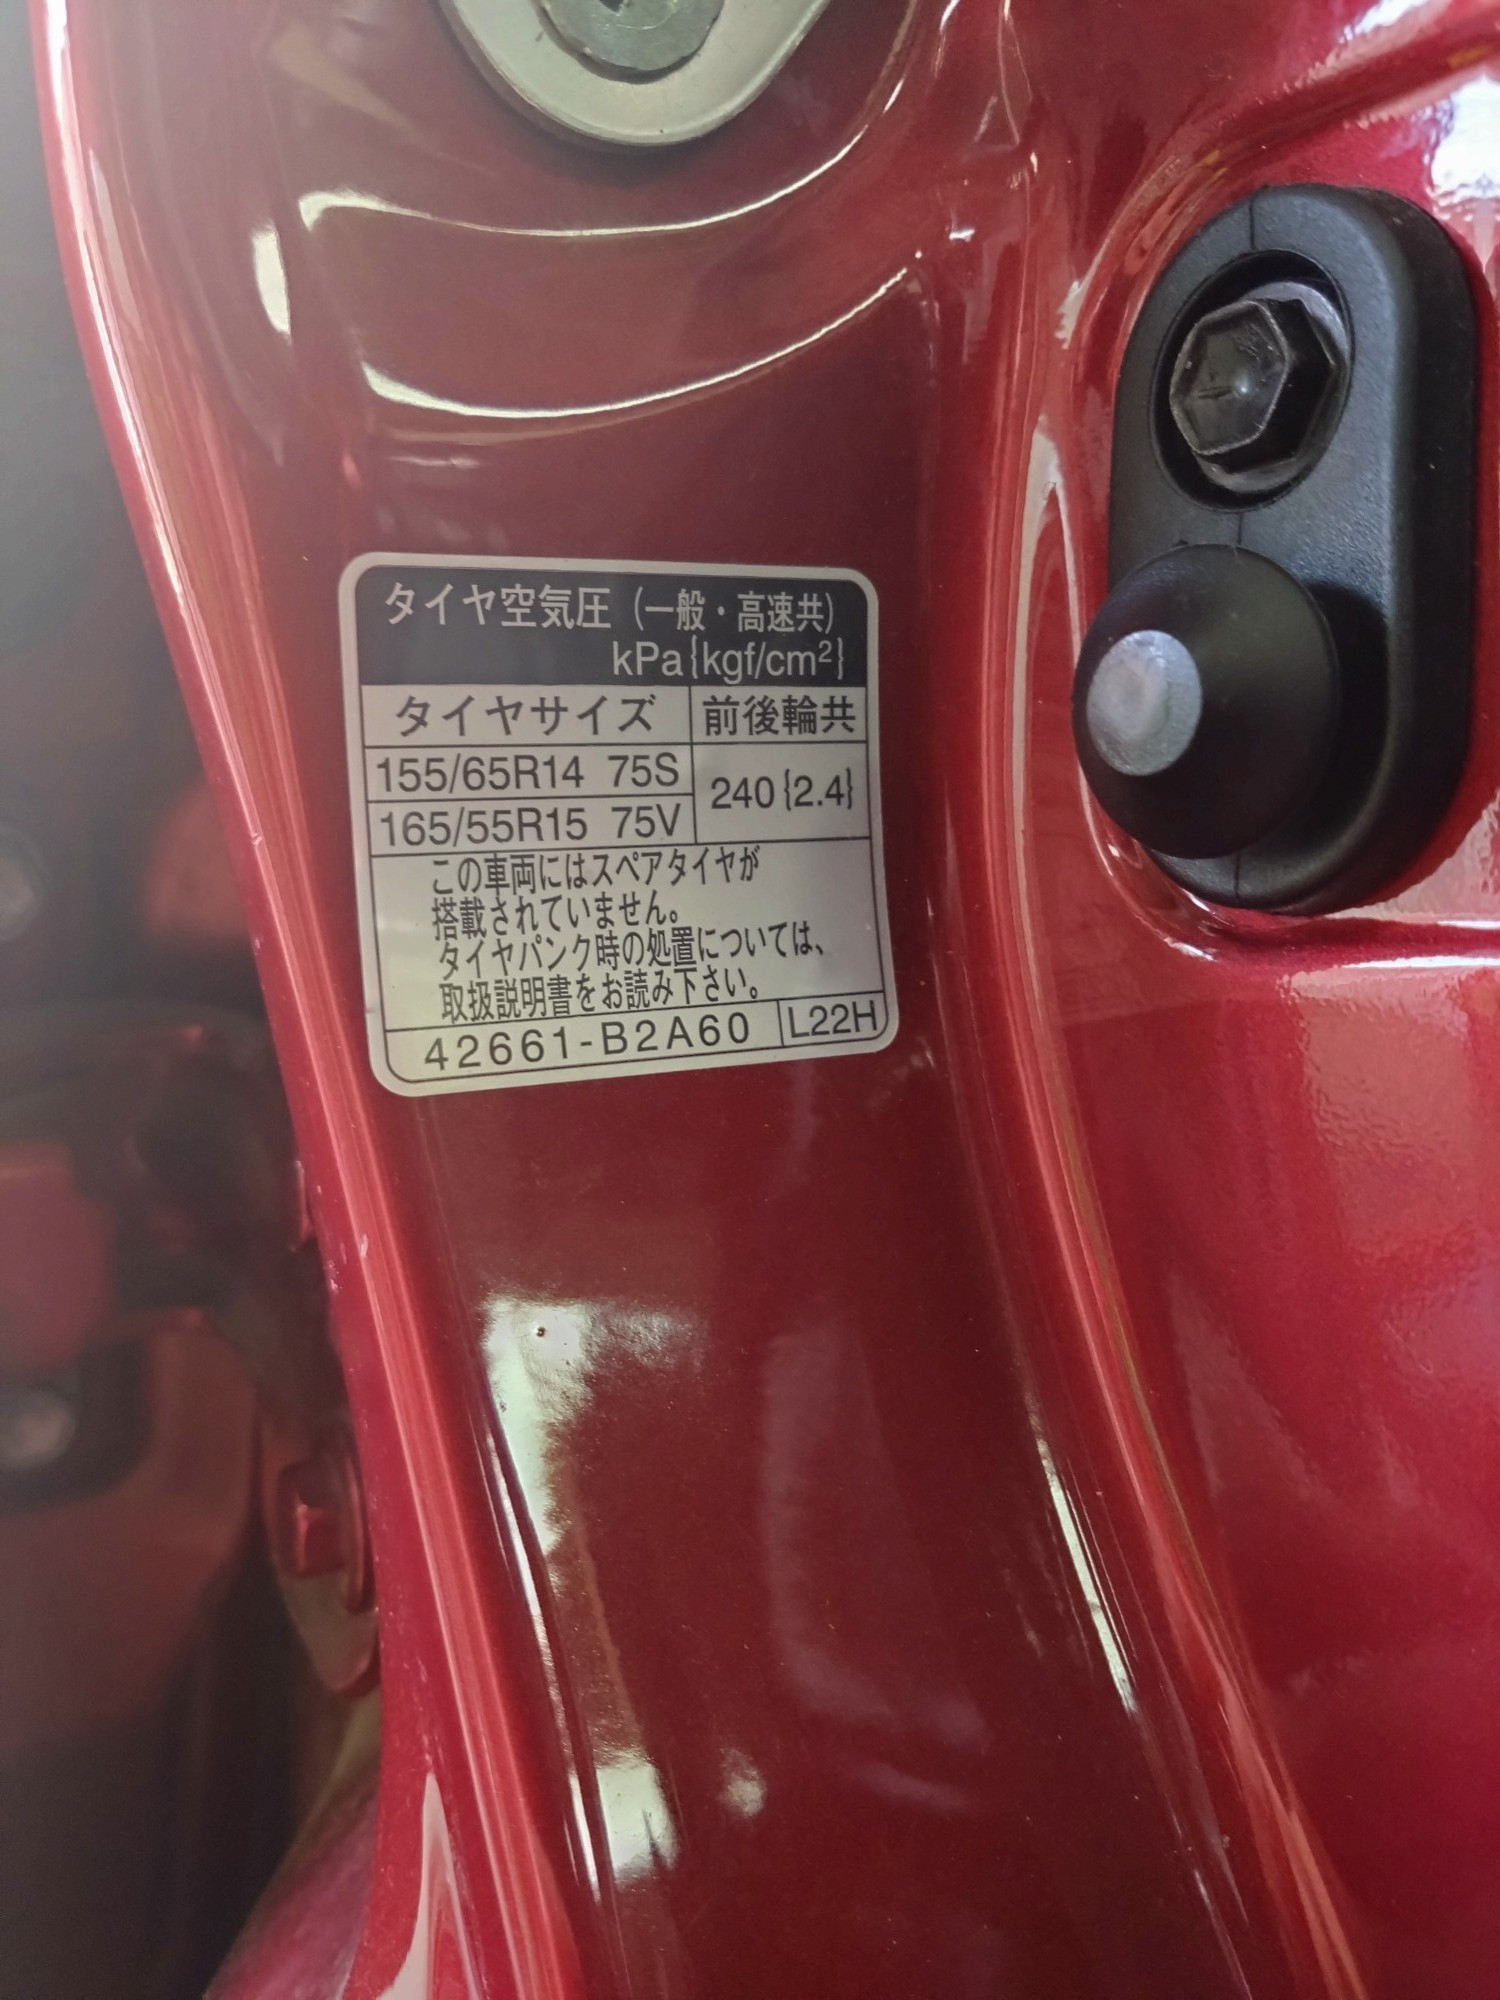 タイヤ空気圧（一般・高速共）
kPa{kgf/cm²}
タイヤサイズ 前後輪共
155/65R14 75S 240{2.4}
165/55R15 75V
この車両にはスペアタイヤが
搭載されていません。
タイヤパンク時の処置については、
取扱説明書をお読み下さい。
42661-B2A60 L22H